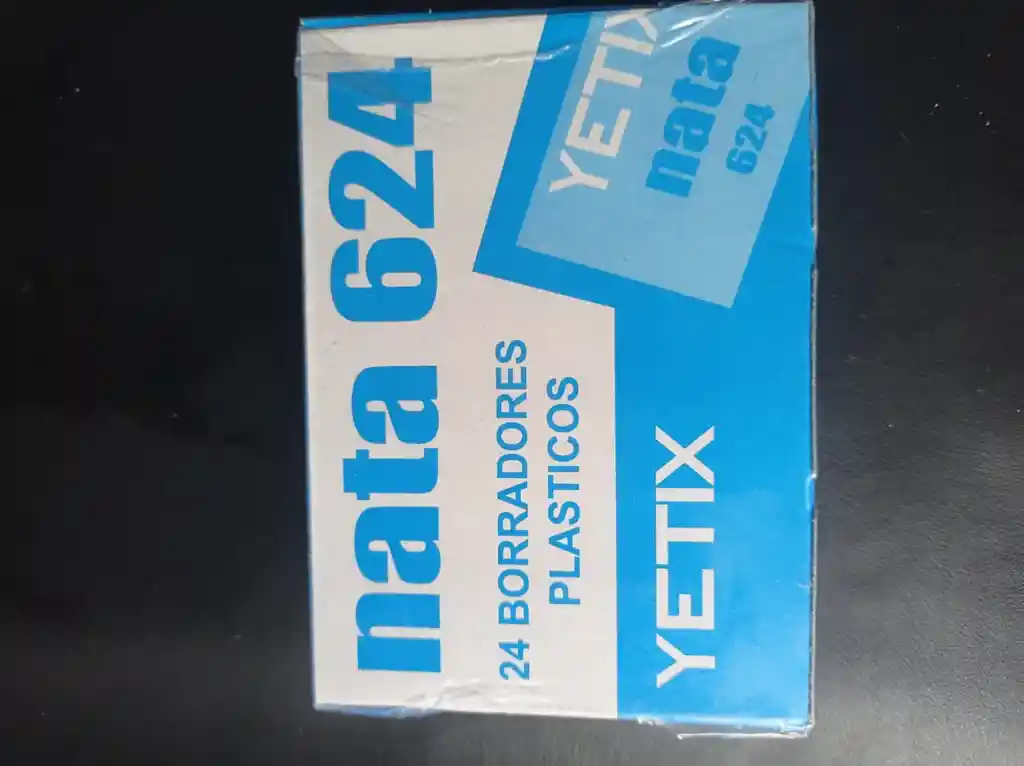 nata 624
24 BORRADORES
PLASTICOS
YETIX
YETIX
nata
624